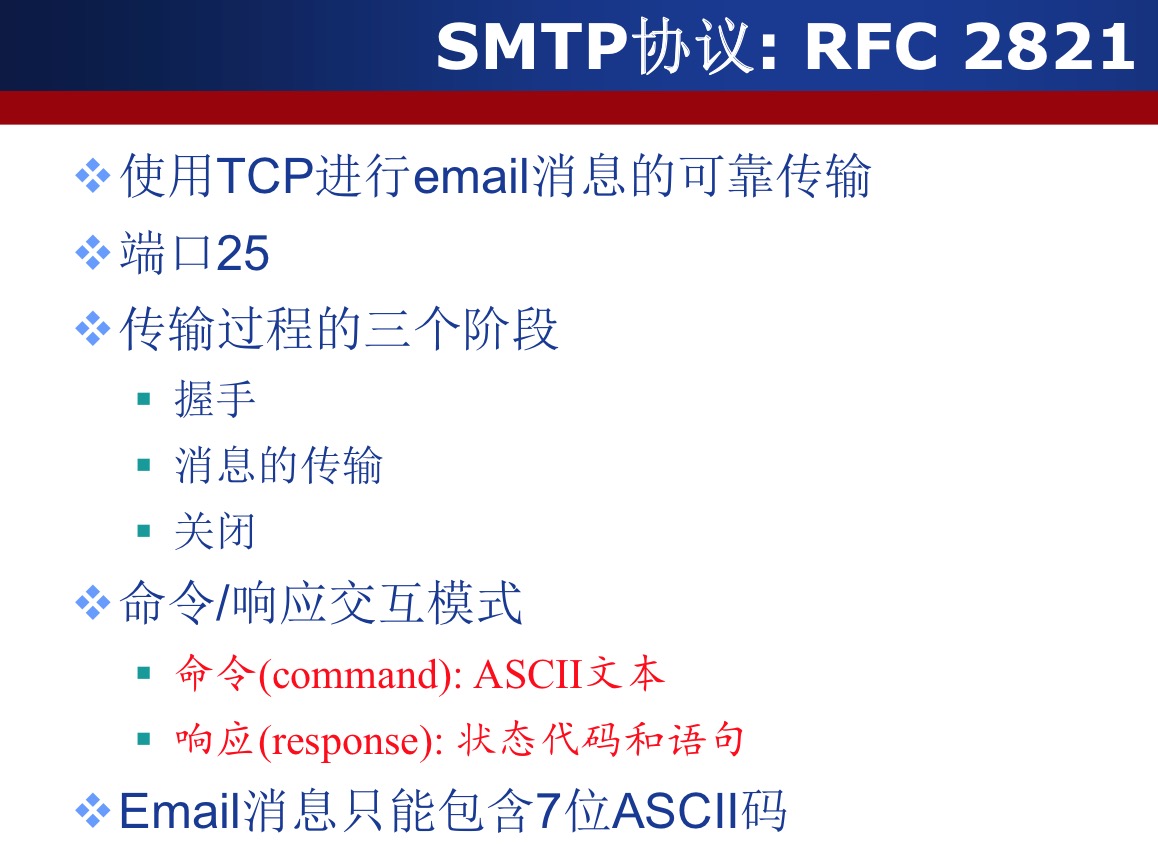 SMTP协议: RFC 2821
使用TCP进行email消息的可靠传输
端口25
传输过程的三个阶段
握手
消息的传输
关闭
命令/响应交互模式
命令(command): ASCII文本
响应(response): 状态代码和语句
Email消息只能包含7位ASCII码